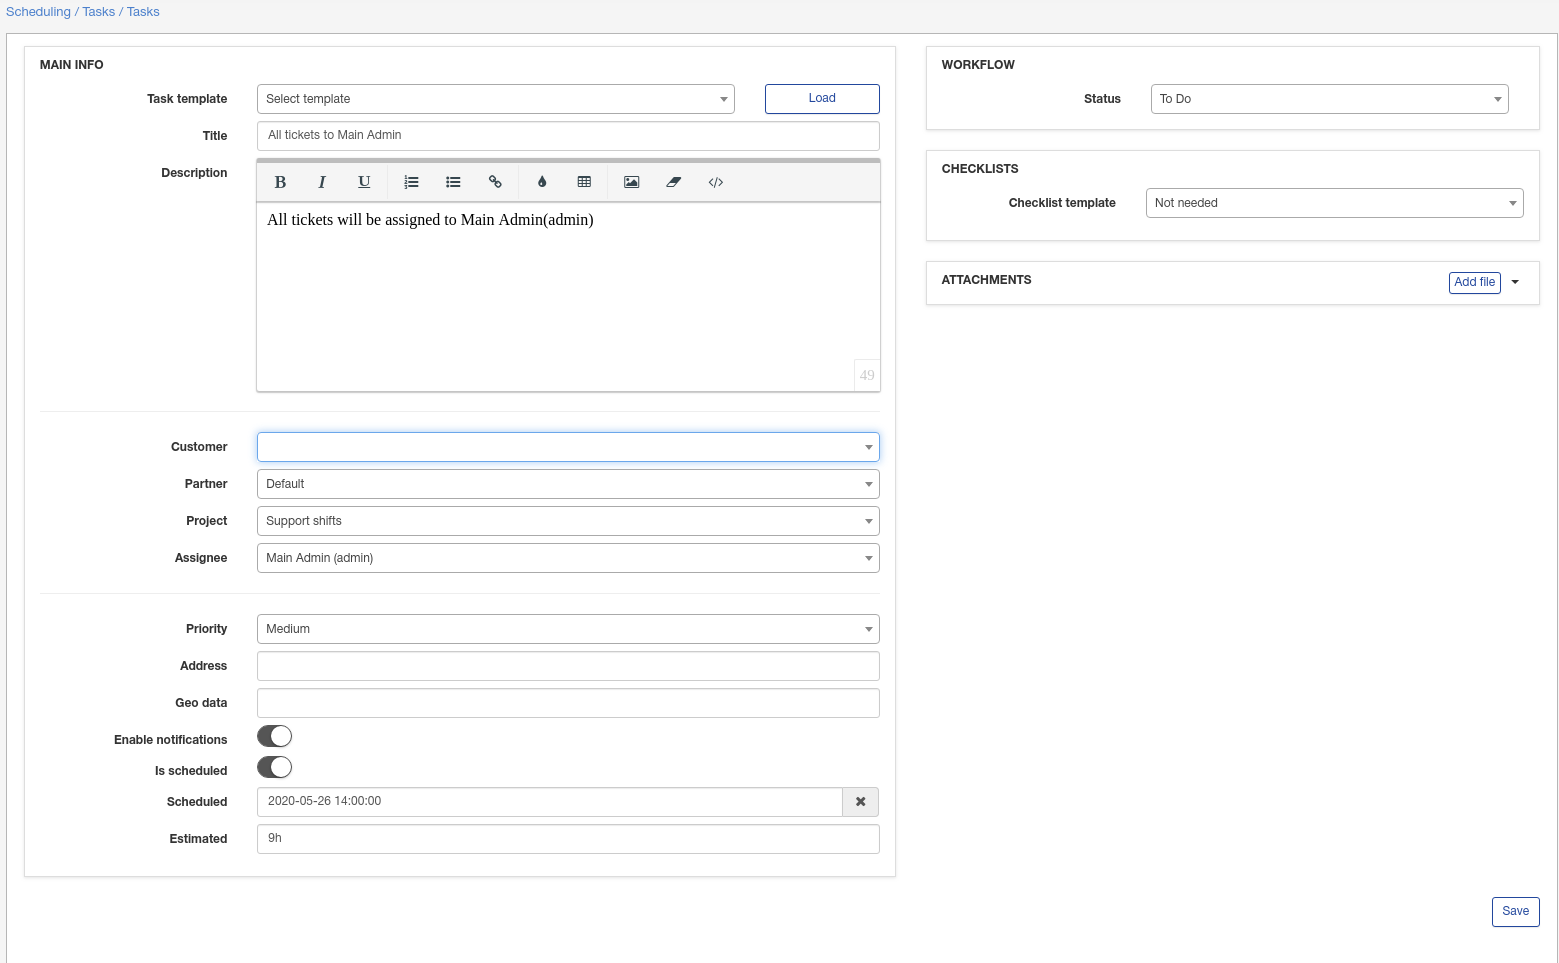 Scheduling / Tasks / Tasks
MAIN INFO
Task template
Select template
Load
Title
All tickets to Main Admin
Description
B I U
All tickets will be assigned to Main Admin(admin)
49
Customer
Partner
Default
Project
Support shifts
Assignee
Main Admin (admin)
Priority
Medium
Address
Geo data
Enable notifications
Is scheduled
Scheduled
2020-05-26 14:00:00
Estimated
9h
WORKFLOW
Status
To Do
CHECKLISTS
Checklist template
Not needed
ATTACHMENTS
Add file
Save